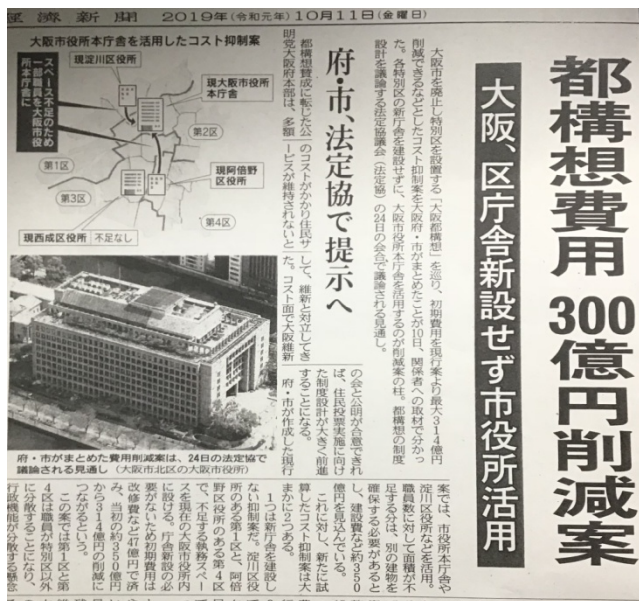 経済新聞 2019年(令和元年)10月11日(金曜日)
都構想費用 300億円削減案
大阪、区庁舎新設せず市役所活用
府・市、法定協で提示へ
大阪市を廃止し特別区を設置する「大阪都構想」を巡り、初期費用を現行案より最大314億円
削減できるなどとしたコスト抑制案を大阪府・市がまとめたことが10日、関係者への取材で分かっ
た。各特別区の新庁舎を建設せずに、大阪市役所本庁舎を活用するのが削減案の柱。都構想の制度
設計を議論する法定協議会(法定協)の24日の会合で議論される見通し。
都構想賛成に転じた公
明党大阪府本部は、多額
のコストがかかり住民サ
ービスが維持されないと
して、維新と対立してき
た。コスト面で大阪維新
の会と公明が合意できれ
ば、住民投票実施に向け
た制度設計が大きく前進
することになる。
府・市が作成した現行
案では、市役所本庁舎や
淀川区役所などを活用。
職員数に対して面積が不
足する分は、別の建物を
確保する必要があると
し、建設費など約350
億円を見込んでいる。
これに対し、新たに試
算したコスト抑制案は大
まかに2つある。
1つは新庁舎を建設し
ない抑制案だ。淀川区役
所のある第1区と、阿倍
野区役所のある第4区
で、不足する執務スペー
スを現在の大阪市役所内
に設ける。庁舎新設の必
要がないため初期費用は
改修費など47億円で済
み、当初の約350億円
から314億円の削減に
つながるという。
この案では第1区と第
4区は職員が特別区以外
に分散することになり、
行政機能が分散する懸念
大阪市役所本庁舎を活用したコスト抑制案
現淀川区役所
現大阪市役所
本庁舎
スペース不足のため
一部職員を大阪市役
所本庁舎に
第2区
第1区
現阿倍野
区役所
第3区
第4区
現西成区役所 不足なし
府・市がまとめた費用削減案は、24日の法定協で
議論される見通し(大阪市北区の大阪市役所)